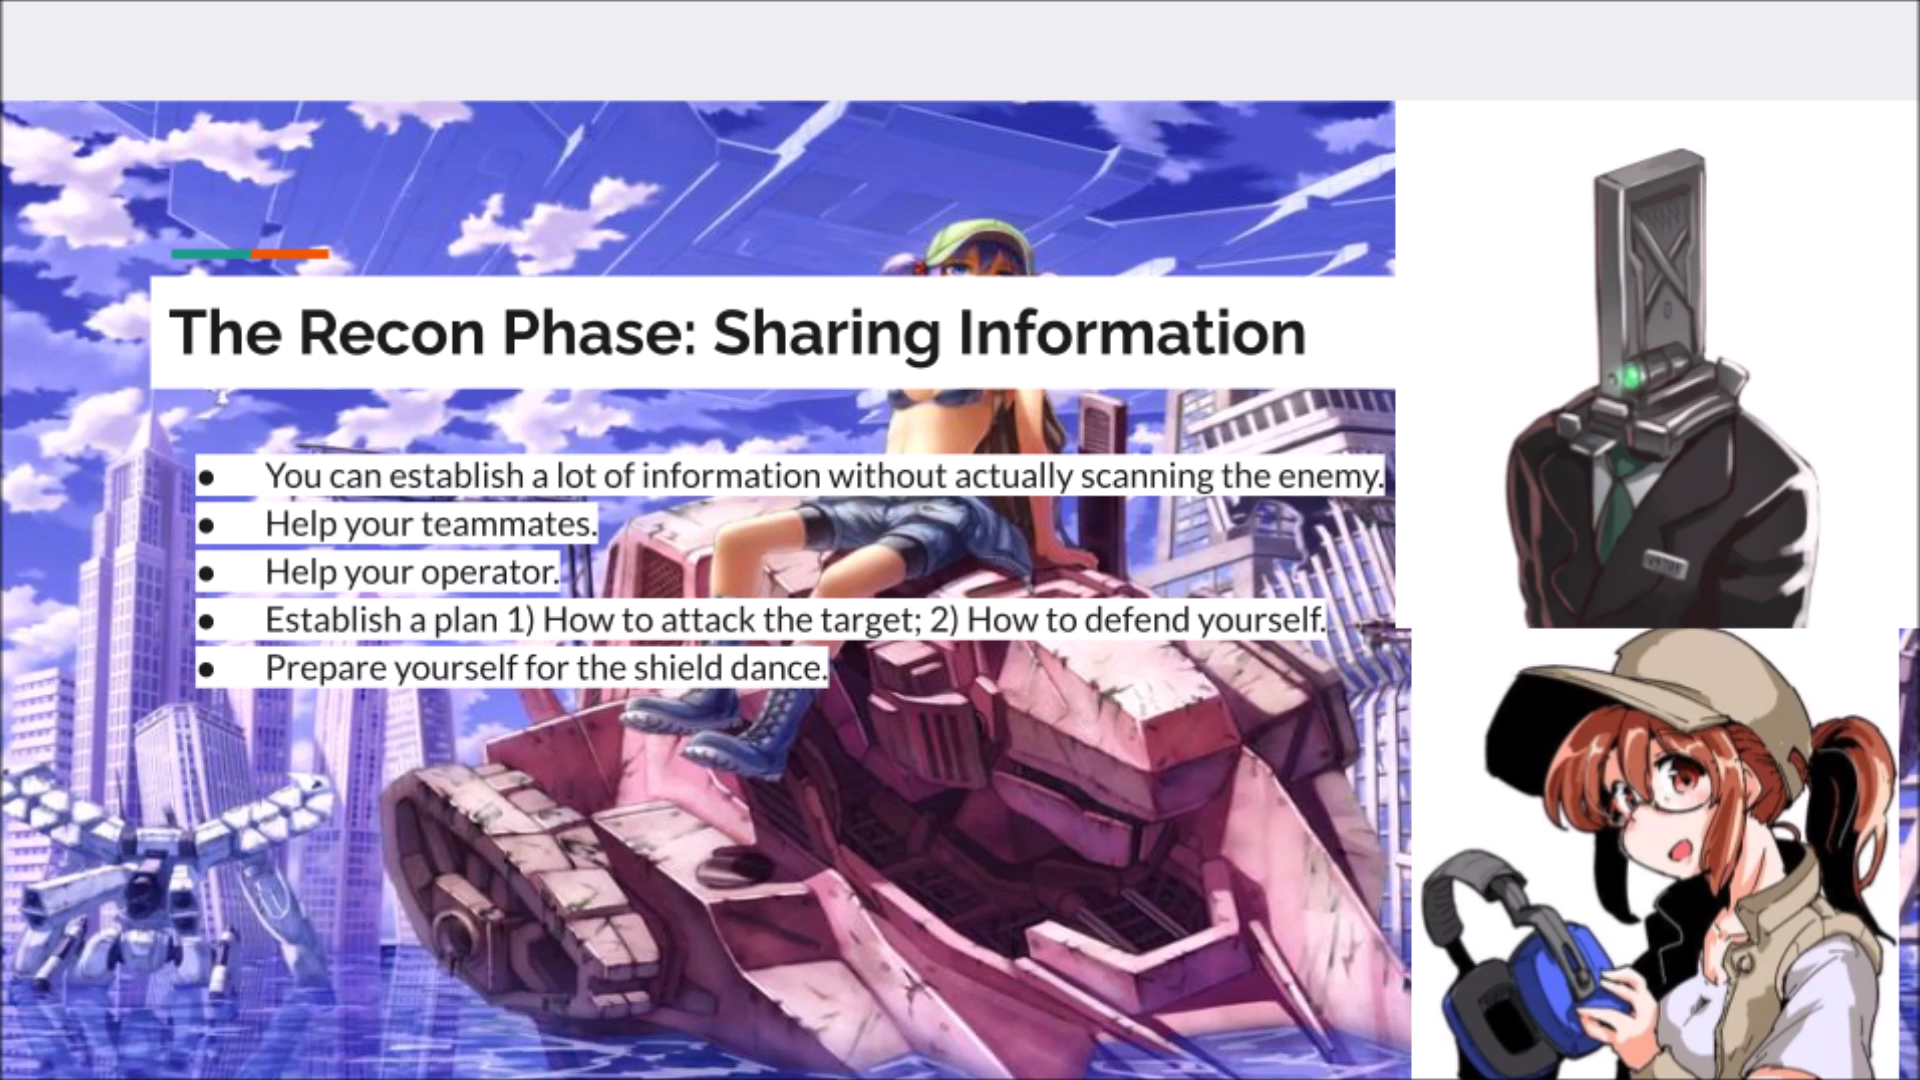 The Recon Phase: Sharing Information
● You can establish a lot of information without actually scanning the enemy.
● Help your teammates.
● Help your operator.
● Establish a plan 1) How to attack the target; 2) How to defend yourself.
● Prepare yourself for the shield dance.